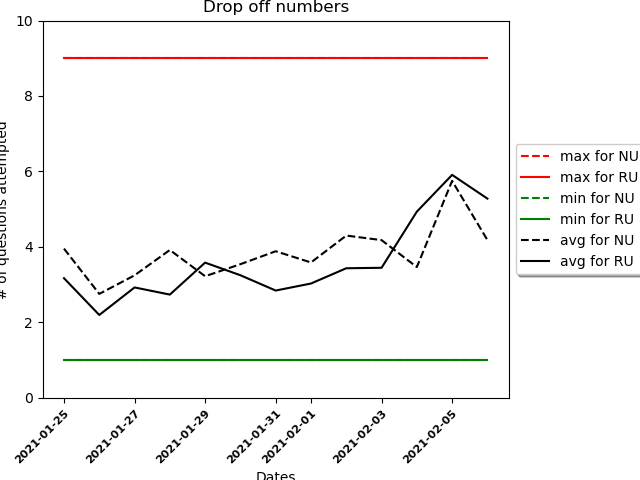 Drop off numbers
# of questions attempted
10
8
6
4
2
0
2021-01-25
2021-01-27
2021-01-29
2021-01-31
2021-02-01
2021-02-03
2021-02-05
Dates
max for NU
max for RU
min for NU
min for RU
avg for NU
avg for RU